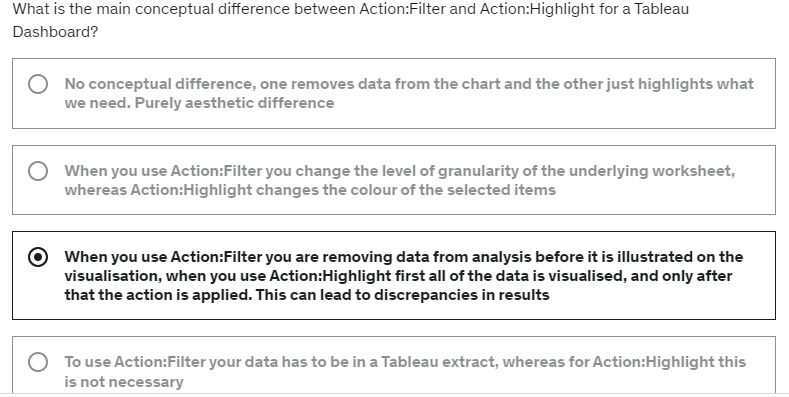 What is the main conceptual difference between Action:Filter and Action:Highlight for a Tableau
Dashboard?
No conceptual difference, one removes data from the chart and the other just highlights what
we need. Purely aesthetic difference
When you use Action:Filter you change the level of granularity of the underlying worksheet,
whereas Action:Highlight changes the colour of the selected items
When you use Action:Filter you are removing data from analysis before it is illustrated on the
visualisation, when you use Action:Highlight first all of the data is visualised, and only after
that the action is applied. This can lead to discrepancies in results
To use Action:Filter your data has to be in a Tableau extract, whereas for Action:Highlight this
is not necessary